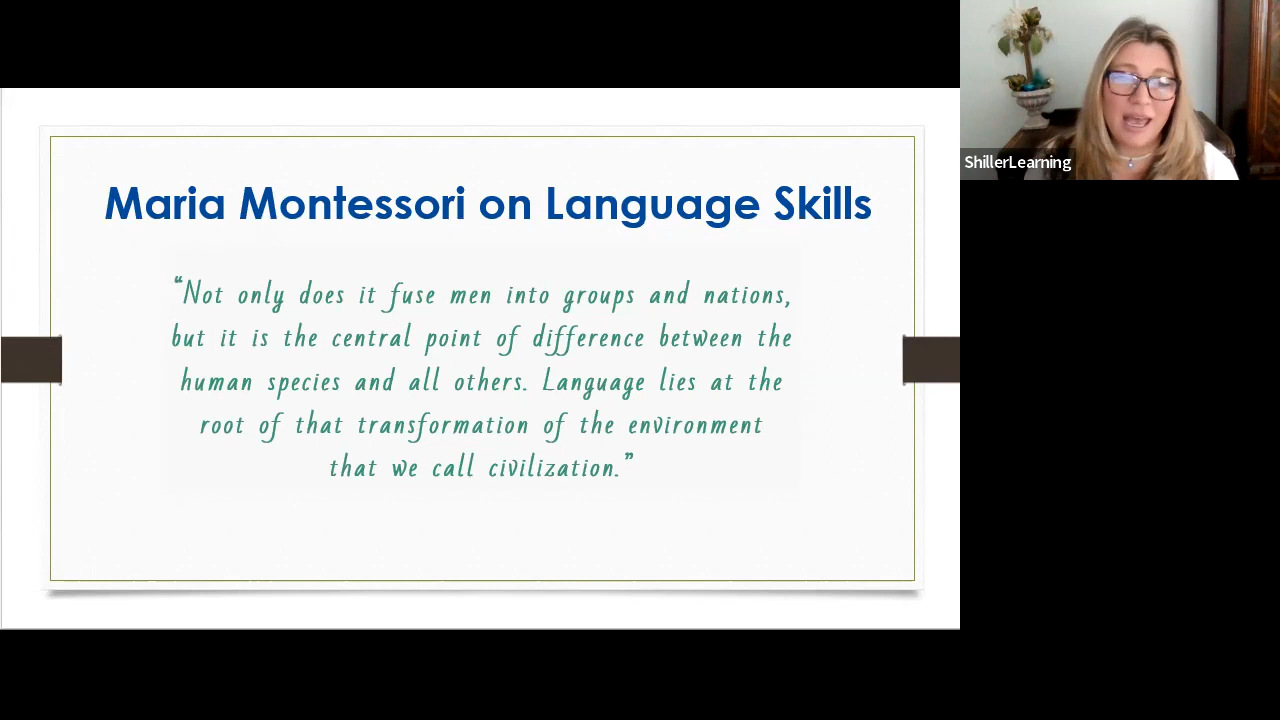 Maria Montessori on Language Skills
“Not only does it fuse men into groups and nations,
but it is the central point of difference between the
human species and all others. Language lies at the
root of that transformation of the environment
that we call civilization.”
ShillerLearning